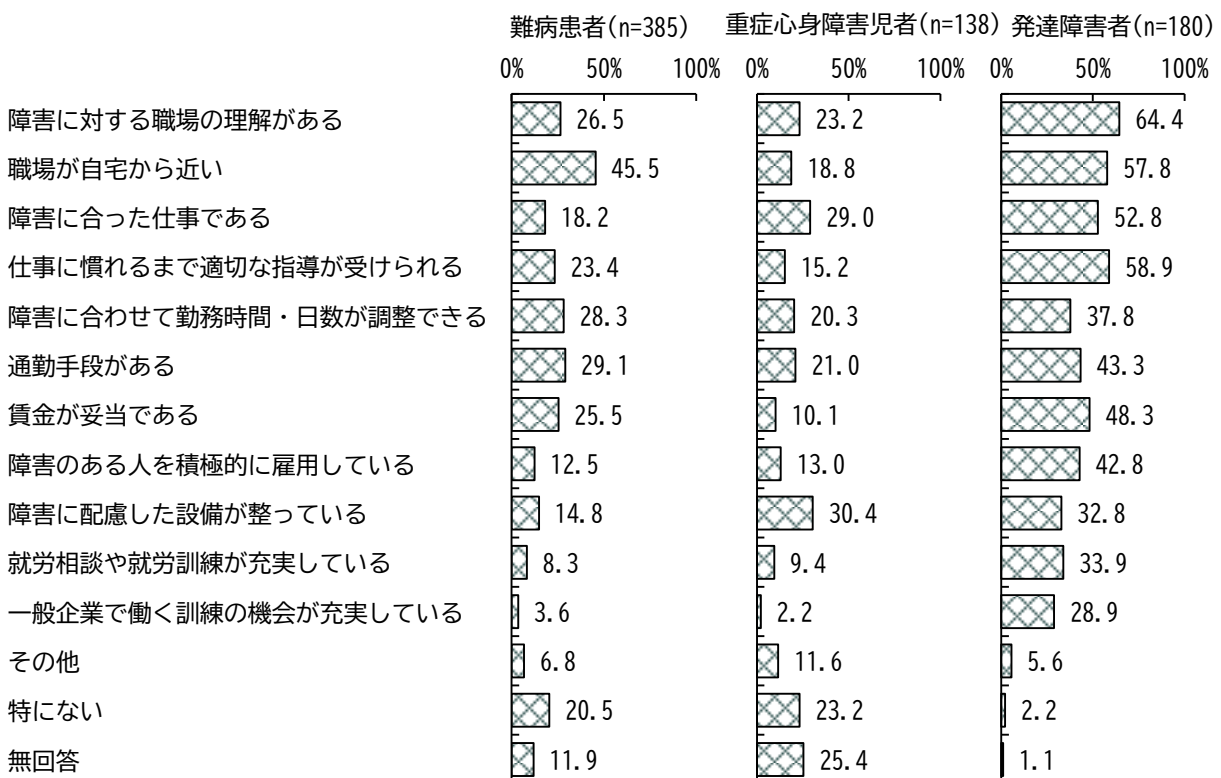 難病患者(n=385) 重症心身障害児者(n=138) 発達障害者(n=180)
0% 50% 100% 0% 50% 100% 0% 50% 100%
障害に対する職場の理解がある 26.5 23.2 64.4
職場が自宅から近い 45.5 18.8 57.8
障害に合った仕事である 18.2 29.0 52.8
仕事に慣れるまで適切な指導が受けられる 23.4 15.2 58.9
障害に合わせて勤務時間・日数が調整できる 28.3 20.3 37.8
通勤手段がある 29.1 21.0 43.3
賃金が妥当である 25.5 10.1 48.3
障害のある人を積極的に雇用している 12.5 13.0 42.8
障害に配慮した設備が整っている 14.8 30.4 32.8
就労相談や就労訓練が充実している 8.3 9.4 33.9
一般企業で働く訓練の機会が充実している 3.6 2.2 28.9
その他 6.8 11.6 5.6
特にない 20.5 23.2 2.2
無回答 11.9 25.4 1.1